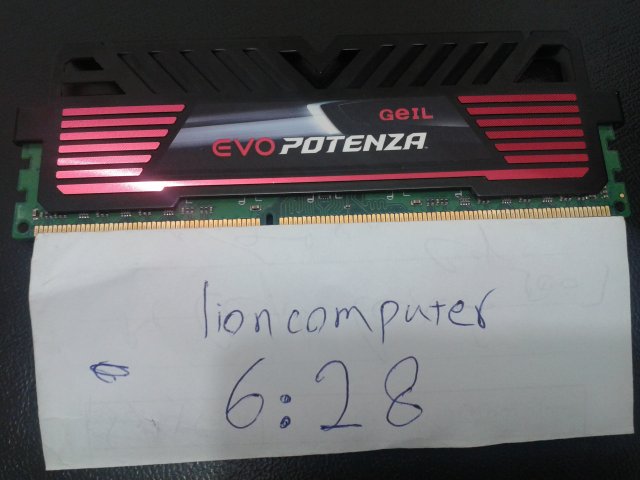 GeIL
EVO POTENZA
lioncomputer
6:28